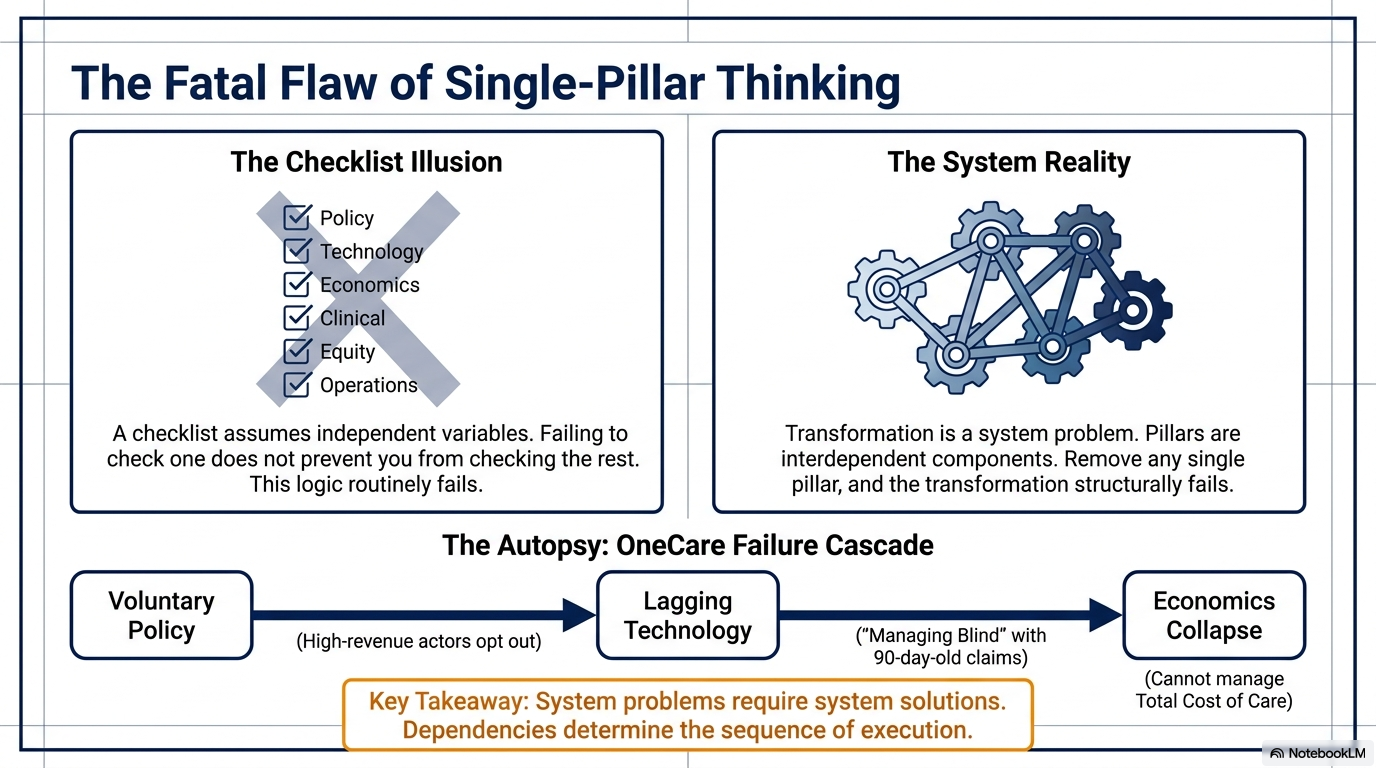 The Fatal Flaw of Single-Pillar Thinking
The Checklist Illusion
Policy
Technology
Economics
Clinical
Equity
Operations
A checklist assumes independent variables. Failing to
check one does not prevent you from checking the rest.
This logic routinely fails.
The System Reality
Transformation is a system problem. Pillars are
interdependent components. Remove any single
pillar, and the transformation structurally fails.
The Autopsy: OneCare Failure Cascade
Voluntary
Policy
(High-revenue actors opt out)
Lagging
Technology
("Managing Blind" with
90-day-old claims)
Economics
Collapse
(Cannot manage
Total Cost of Care)
Key Takeaway: System problems require system solutions.
Dependencies determine the sequence of execution.
NotebookLM